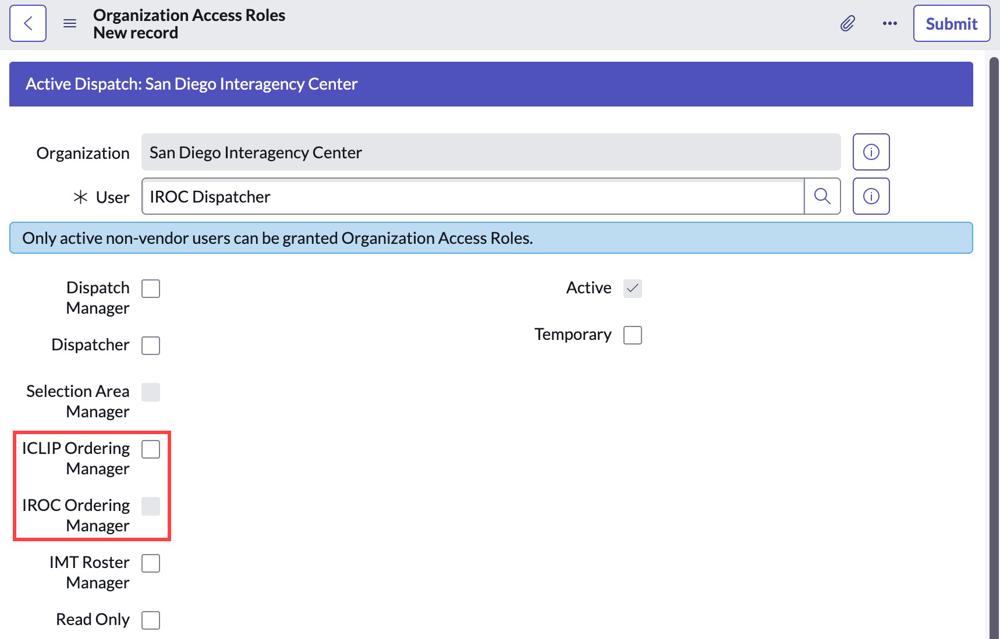 Organization Access Roles
New record
Submit
Active Dispatch: San Diego Interagency Center
Organization
San Diego Interagency Center
User
IROC Dispatcher
Only active non-vendor users can be granted Organization Access Roles.
Dispatch
Manager
Active
Dispatcher
Temporary
Selection Area
Manager
ICLIP Ordering
Manager
IROC Ordering
Manager
IMT Roster
Manager
Read Only